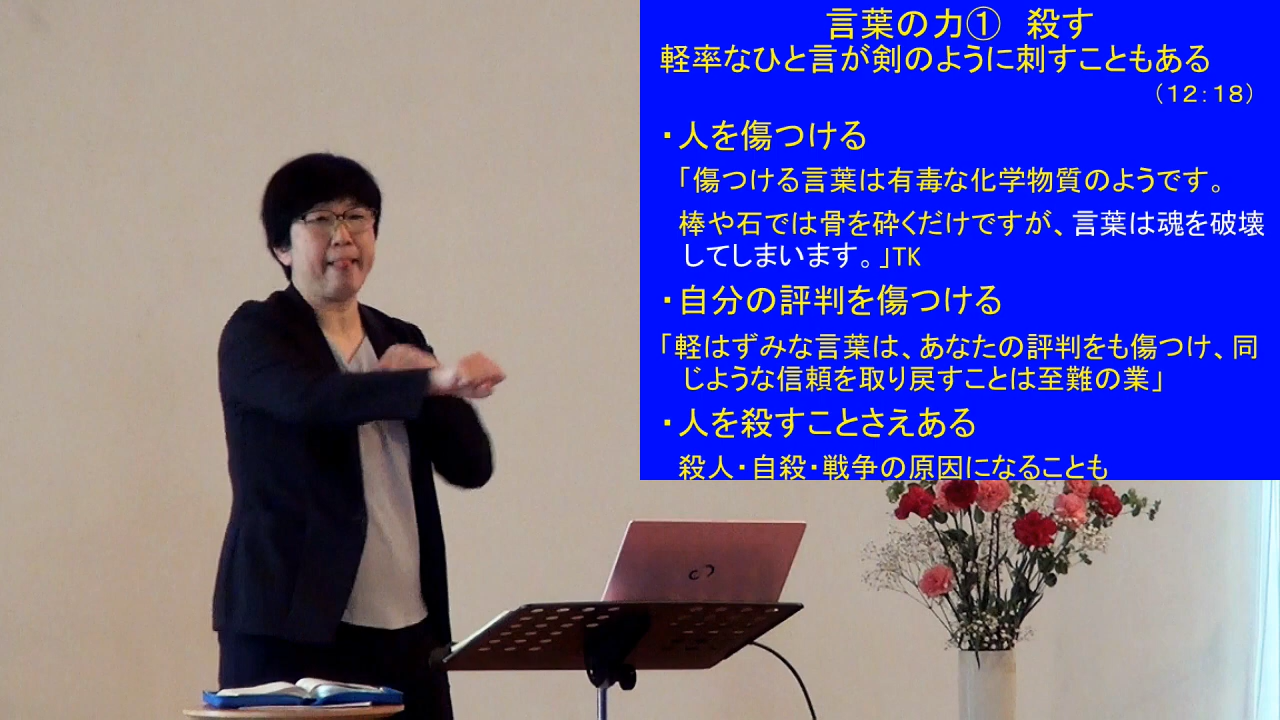 言葉の力① 殺す
軽率なひと言が剣のように刺すこともある
（12：18）
・人を傷つける
「傷つける言葉は有毒な化学物質のようです。
棒や石では骨を砕くだけですが、言葉は魂を破壊
してしまいます。」TK
・自分の評判を傷つける
「軽はずみな言葉は、あなたの評判をも傷つけ、同
じような信頼を取り戻すことは至難の業」
・人を殺すことさえある
殺人・自殺・戦争の原因になることも